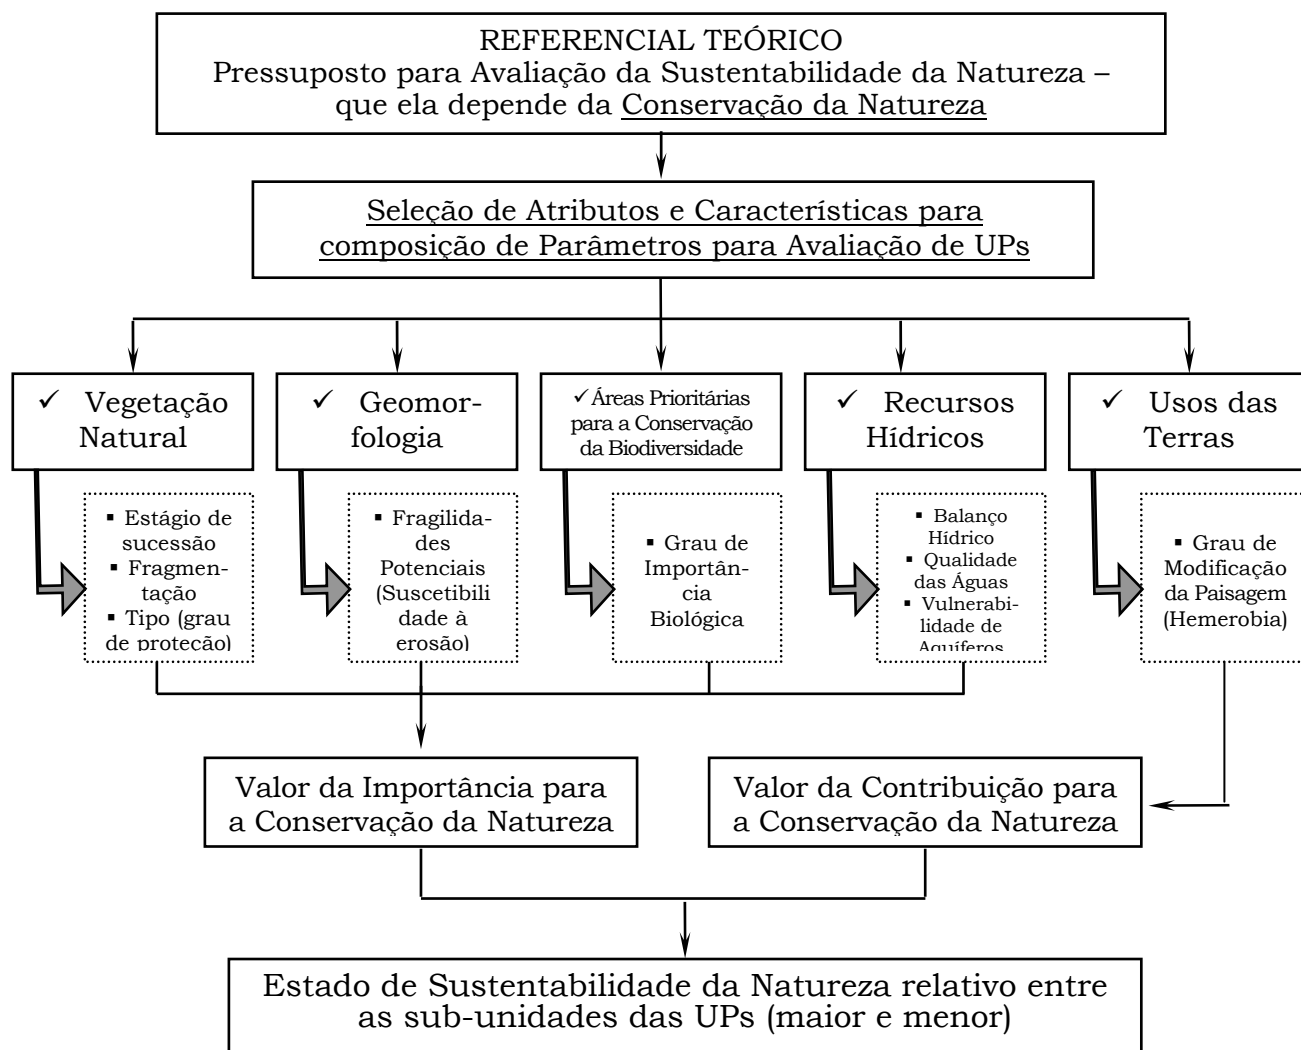 REFERENCIAL TEÓRICO
Pressuposto para Avaliação da Sustentabilidade da Natureza –
que ela depende da Conservação da Natureza
Seleção de Atributos e Características para
composição de Parâmetros para Avaliação de UPs
✓ Vegetação
Natural
✓ Geomor-
fologia
✓ Áreas Prioritárias
para a Conservação
da Biodiversidade
✓ Recursos
Hídricos
✓ Usos das
Terras
▪ Estágio de
sucessão
▪ Fragmen-
tação
▪ Tipo (grau
de proteção)
▪ Fragilida-
des
Potenciais
(Suscetibili
dade à
erosão)
▪ Grau de
Importân-
cia
Biológica
▪ Balanço
Hídrico
▪ Qualidade
das Águas
▪ Vulnerabi-
lidade de
Aquíferos
▪ Grau de
Modificação
da Paisagem
(Hemerobia)
Valor da Importância para
a Conservação da Natureza
Valor da Contribuição para
a Conservação da Natureza
Estado de Sustentabilidade da Natureza relativo entre
as sub-unidades das UPs (maior e menor)